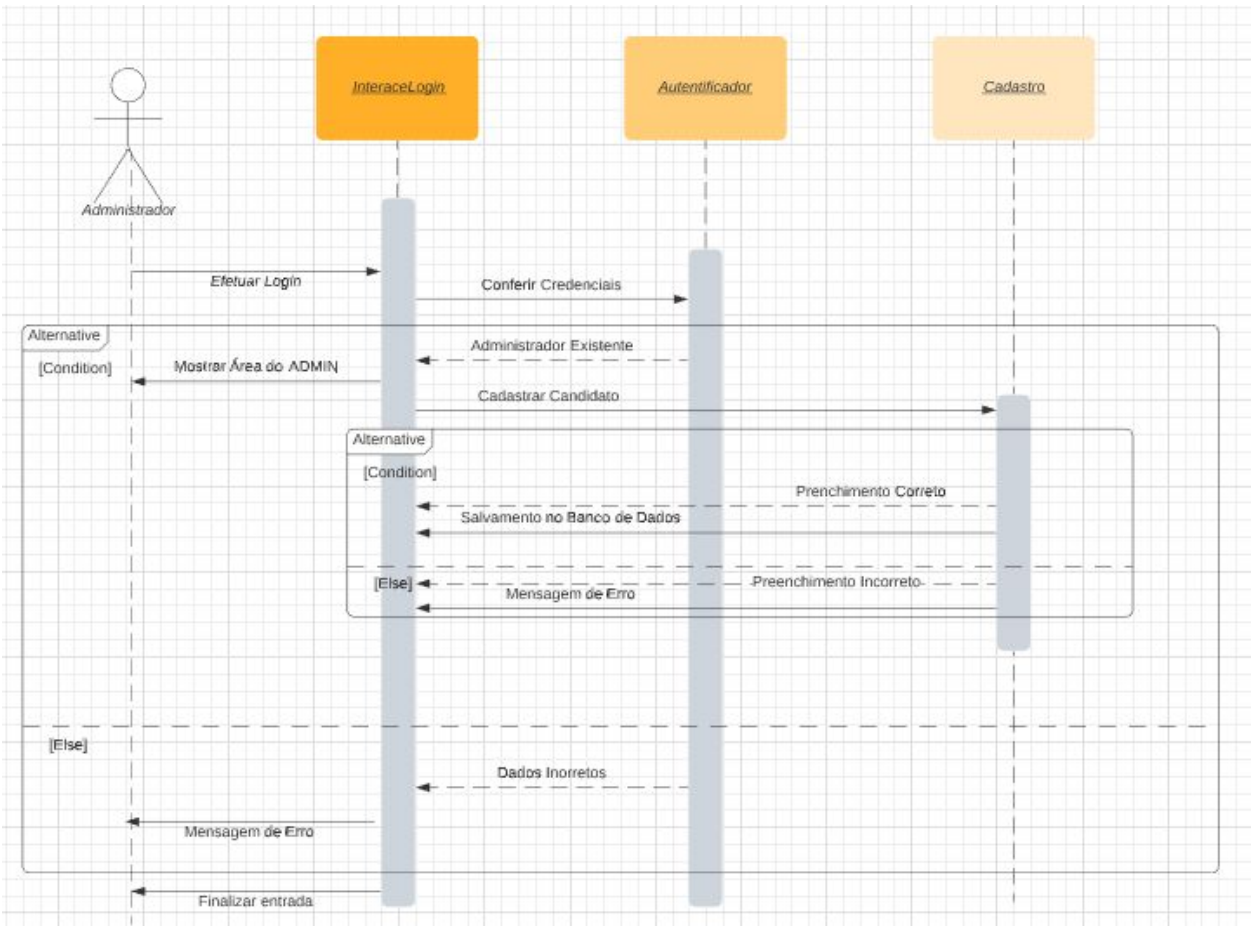 InteraceLogin
Autentificador
Cadastro
Administrador
Efetuar Login
Conferir Credenciais
Alternative
Administrador Existente
[Condition]
Mostrar Área do ADMIN
Cadastrar Candidato
Alternative
[Condition]
Prenchimento Correto
Salvamento no Banco de Dados
[Else]
Preenchimento Incorreto
Mensagem de Erro
[Else]
Dados Inorretos
Mensagem de Erro
Finalizar entrada